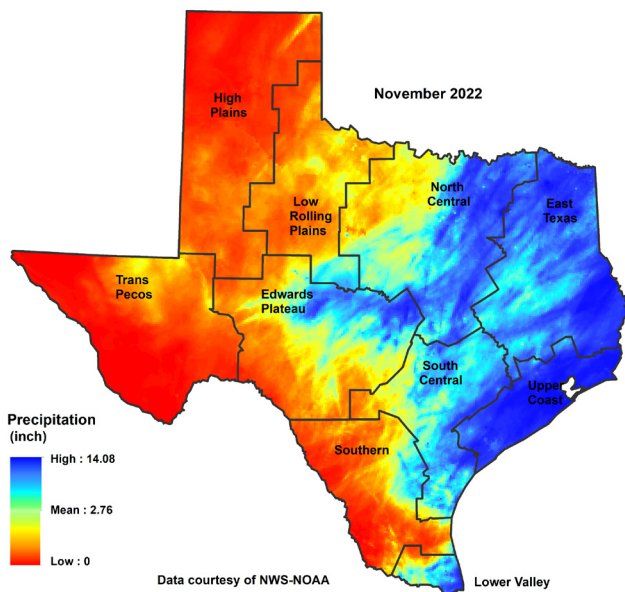 November 2022
High
Plains
North
Central
East
Texas
Low
Rolling
Plains
Trans
Pecos
Edwards
Plateau
South
Central
Upper
Coast
Southern
Precipitation
(inch)
High : 14.08
Mean : 2.76
Low : 0
Data courtesy of NWS-NOAA
Lower Valley